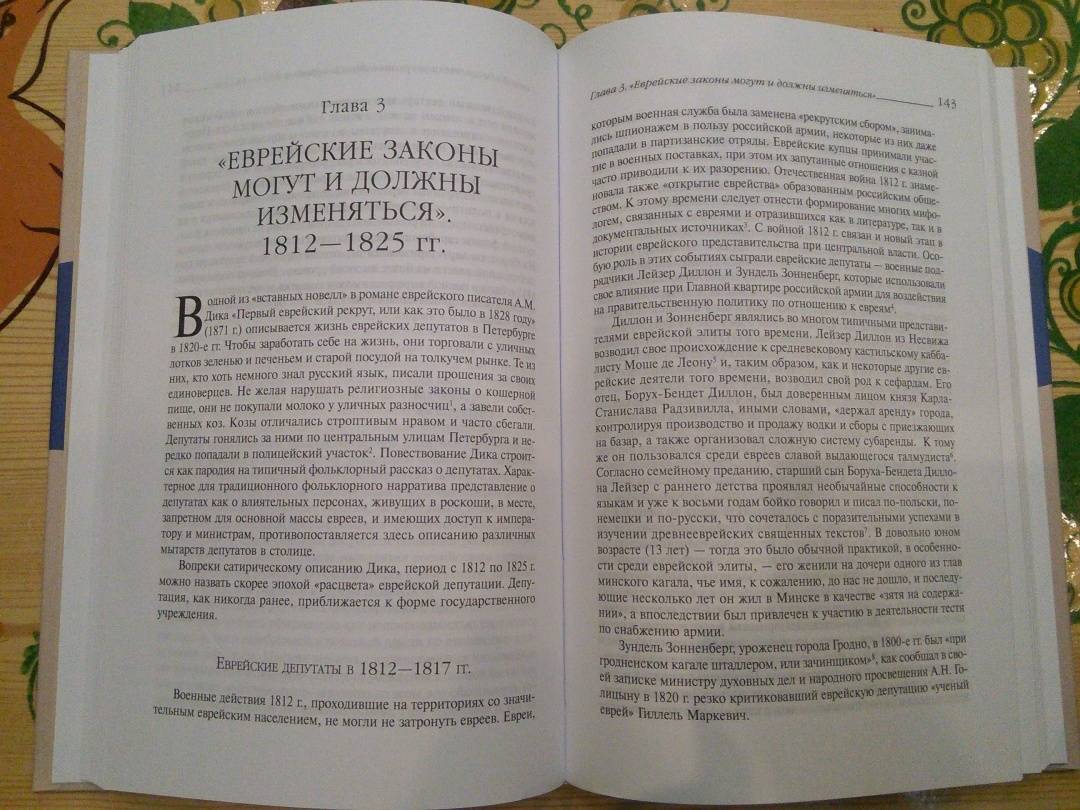 Глава 3
«ЕВРЕЙСКИЕ ЗАКОНЫ
МОГУТ И ДОЛЖНЫ
ИЗМЕНЯТЬСЯ».
1812—1825 гг.
В одной из «вставных новелл» в романе еврейского писателя А.М.
Дика «Первый еврейский рекрут, или как это было в 1828 году»
(1871 г.) описывается жизнь еврейских депутатов в Петербурге
в 1820-е гг. Чтобы заработать себе на жизнь, они торговали с уличных
лотков зеленью и печеньем и старой посудой на толкучем рынке. Те из
них, кто хоть немного знал русский язык, писали прошения за своих
единоверцев. Не желая нарушать религиозные законы о кошерной
пище, они не покупали молоко у уличных разносчиц¹, а завели собст-
венных коз. Козы отличались строптивым нравом и часто сбегали.
Депутаты гонялись за ними по центральным улицам Петербурга и не-
редко попадали в полицейский участок². Повествование Дика строит-
ся как пародия на типичный фольклорный рассказ о депутатах. Харак-
терное для традиционного фольклорного нарратива представление о
депутатах как о влиятельных персонах, живущих в роскоши, в месте,
запретном для основной массы евреев, и имеющих доступ к импера-
тору и министрам, противопоставляется здесь описанию различных
мытарств депутатов в столице.
Вопреки сатирическому описанию Дика, период с 1812 по 1825 г.
можно назвать скорее эпохой «расцвета» еврейской депутации. Депу-
тация, как никогда ранее, приближается к форме государственного
учреждения.
Еврейские депутаты в 1812—1817 гг.
Военные действия 1812 г., проходившие на территориях со значи-
тельным еврейским населением, не могли не затронуть евреев. Евреи,
Глава 3. «Еврейские законы могут и должны изменяться» 143
которым военная служба была заменена «рекрутским сбором», занима-
лись шпионажем в пользу российской армии, некоторые из них даже
попадали в партизанские отряды. Еврейские купцы принимали учас-
тие в военных поставках, при этом их запутанные отношения с казной
часто приводили к их разорению. Отечественная война 1812 г. знаме-
новала также «открытие еврейства» образованным российским обще-
ством. К этому времени следует отнести формирование многих мифо-
логем, связанных с евреями и отразившихся как в литературе, так и в
документальных источниках³. С войной 1812 г. связан и новый этап в
истории еврейского представительства при центральной власти. Осо-
бую роль в этих событиях сыграли еврейские депутаты — военные под-
рядчики Лейзер Диллон и Зундель Зонненберг, которые использовали
свое влияние при Главной квартире российской армии для воздействия
на правительственную политику по отношению к евреям⁴.
Диллон и Зонненберг являлись во многом типичными представите-
лями еврейской элиты того времени. Лейзер Диллон из Несвижа
возводил свое происхождение к средневековому кастильскому кабба-
листу Моше де Леону⁵ и, таким образом, как и некоторые другие ев-
рейские деятели того времени, возводил свой род к сефардам. Его
отец, Борух-Бендет Диллон, был доверенным лицом князя Карла-
Станислава Радзивилла, иными словами, «держал аренду» города,
контролируя производство и продажу водки и сборы с приезжающих
на базар, а также организовал сложную систему субаренды. К тому
же он пользовался среди евреев славой выдающегося талмудиста⁶.
Согласно семейному преданию, старший сын Боруха-Бендета Дилло-
на Лейзер с раннего детства проявлял необычайные способности к
языкам и уже к восьми годам бойко говорил и писал по-польски, по-
немецки и по-русски, что сочеталось с поразительными успехами в
изучении древнееврейских священных текстов⁷. В довольно юном
возрасте (13 лет) — тогда это было обычной практикой, в особенно-
сти среди еврейской элиты, — его женили на дочери одного из глав
минского кагала, чье имя, к сожалению, до нас не дошло, и последу-
ющие несколько лет он жил в Минске в качестве «зятя на содержа-
нии», а впоследствии был привлечен к участию в деятельности тестя
по снабжению армии.
Зундель Зонненберг, уроженец города Гродно, в 1800-е гг. был «при
гродненском кагале штадлером, или зачинщиком»⁸, как сообщал в сво-
ей записке министру духовных дел и народного просвещения А.Н. Го-
лицыну в 1820 г. резко критиковавший еврейскую депутацию «ученый
еврей» Гиллель Маркевич.